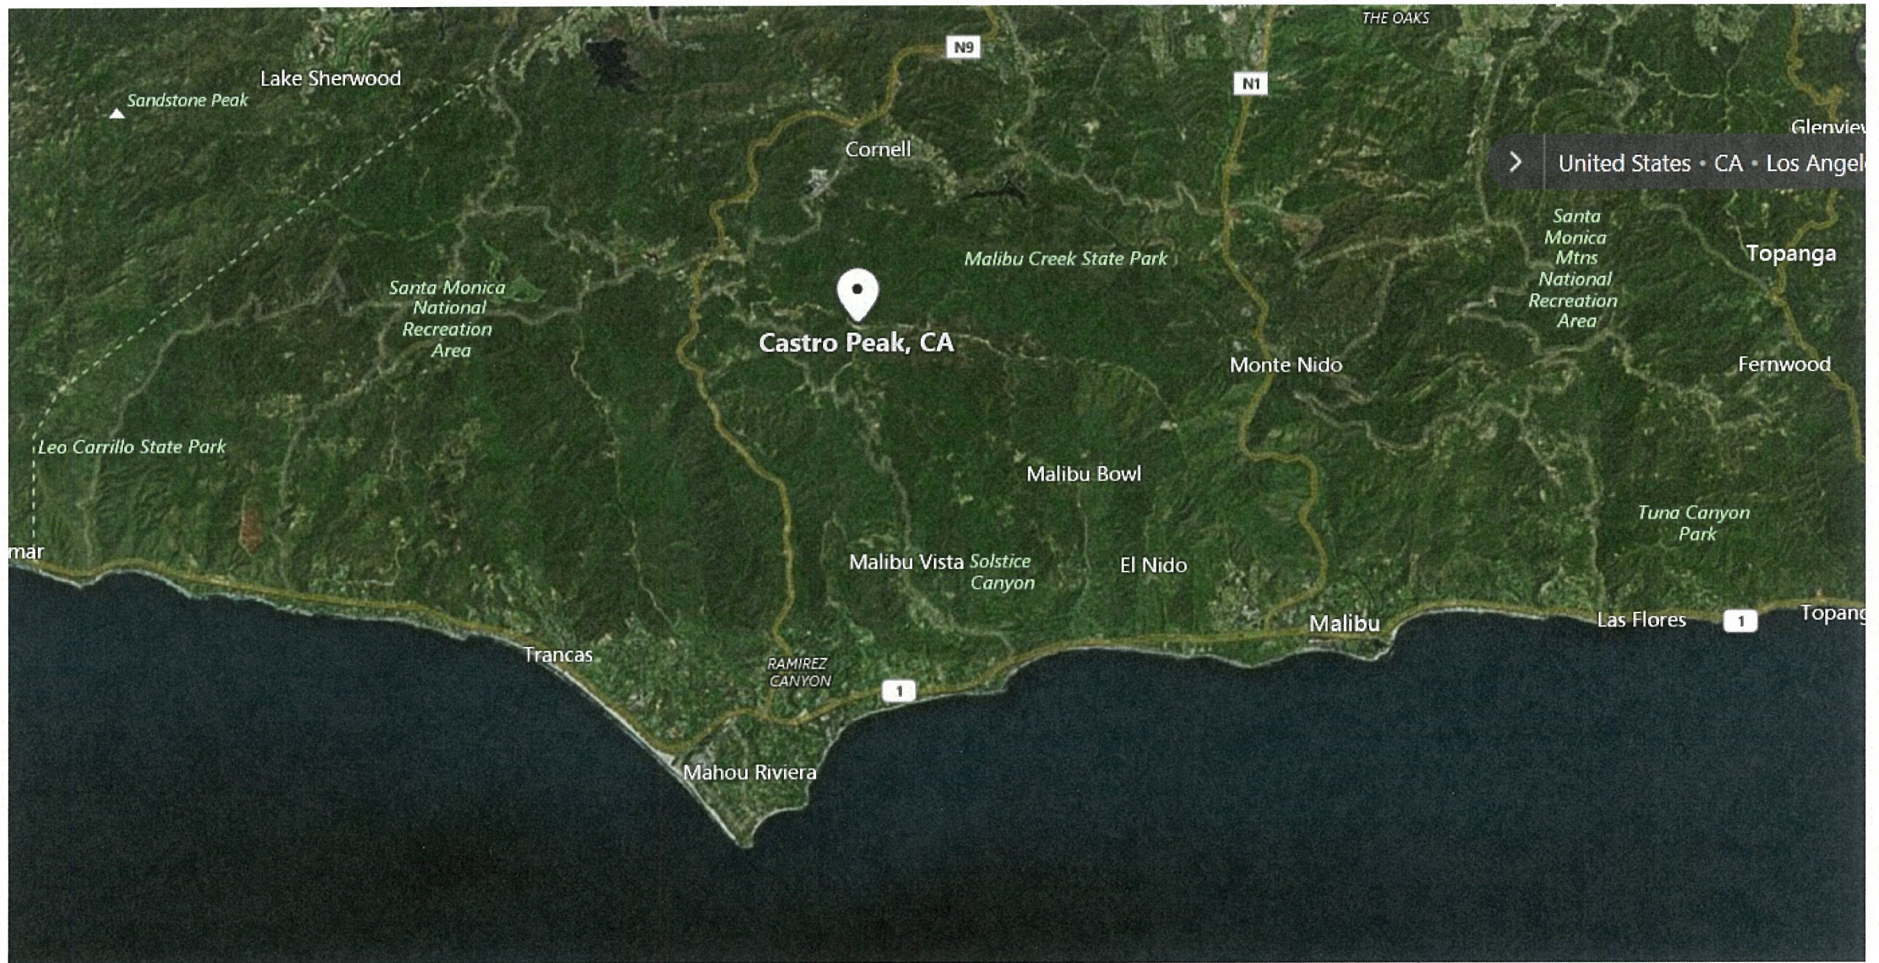 THE OAKS
N9
Lake Sherwood
N1
Sandstone Peak
Glenview
Cornell
United States • CA • Los Angel
Santa
Monica
Mtns
National
Recreation
Area
Topanga
Malibu Creek State Park
Santa Monica
National
Recreation
Area
Castro Peak, CA
Monte Nido
Fernwood
Leo Carrillo State Park
Malibu Bowl
Tuna Canyon
Park
mar
Malibu Vista
Solstice
Canyon
El Nido
Malibu
Las Flores
1
Topang
Trancas
RAMIREZ
CANYON
1
Mahou Riviera